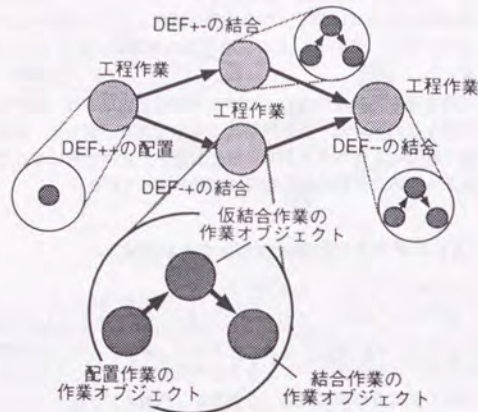 DEF+-の結合
工程作業
工程作業
工程作業
DEF++の配置
DEF--の結合
DEF-+の結合
仮結合作業の
作業オブジェクト
配置作業の
作業オブジェクト
結合作業の
作業オブジェクト